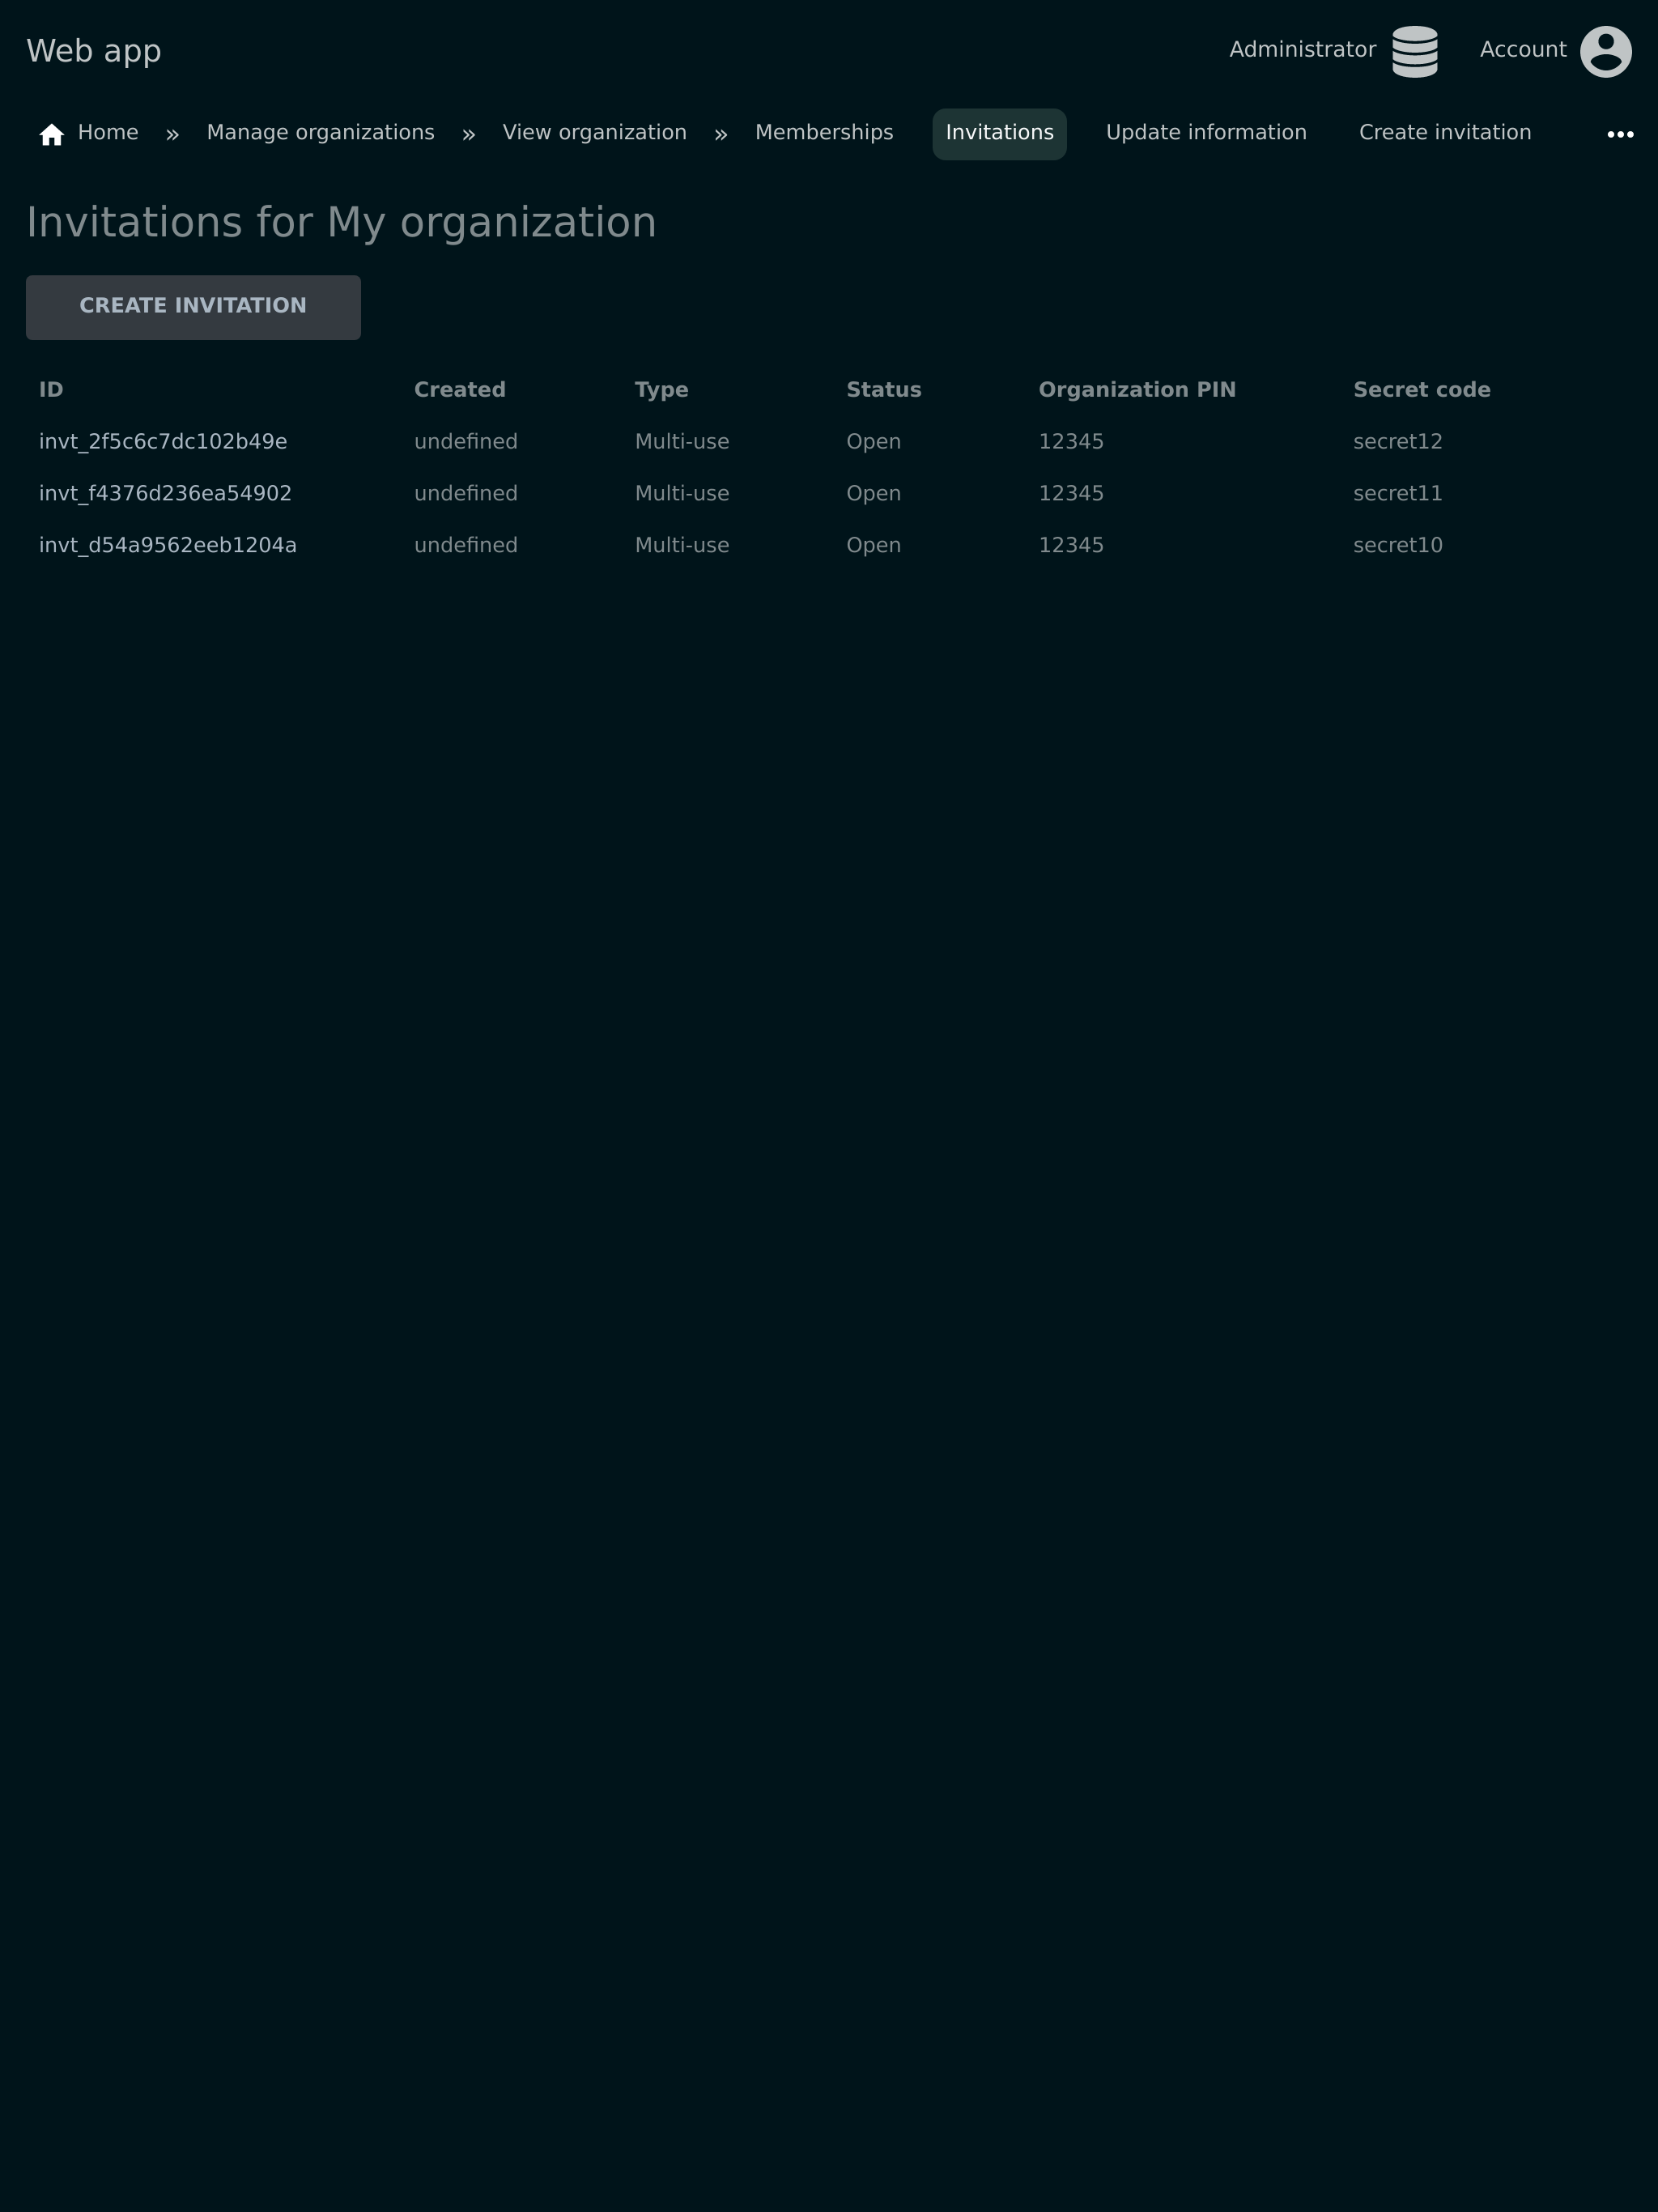 Web app Administrator Account
Home » Manage organizations » View organization » Memberships Invitations Update information Create invitation
Invitations for My organization
CREATE INVITATION
ID Created Type Status Organization PIN Secret code
invt_2f5c6c7dc102b49e undefined Multi-use Open 12345 secret12
invt_f4376d236ea54902 undefined Multi-use Open 12345 secret11
invt_d54a9562eeb1204a undefined Multi-use Open 12345 secret10